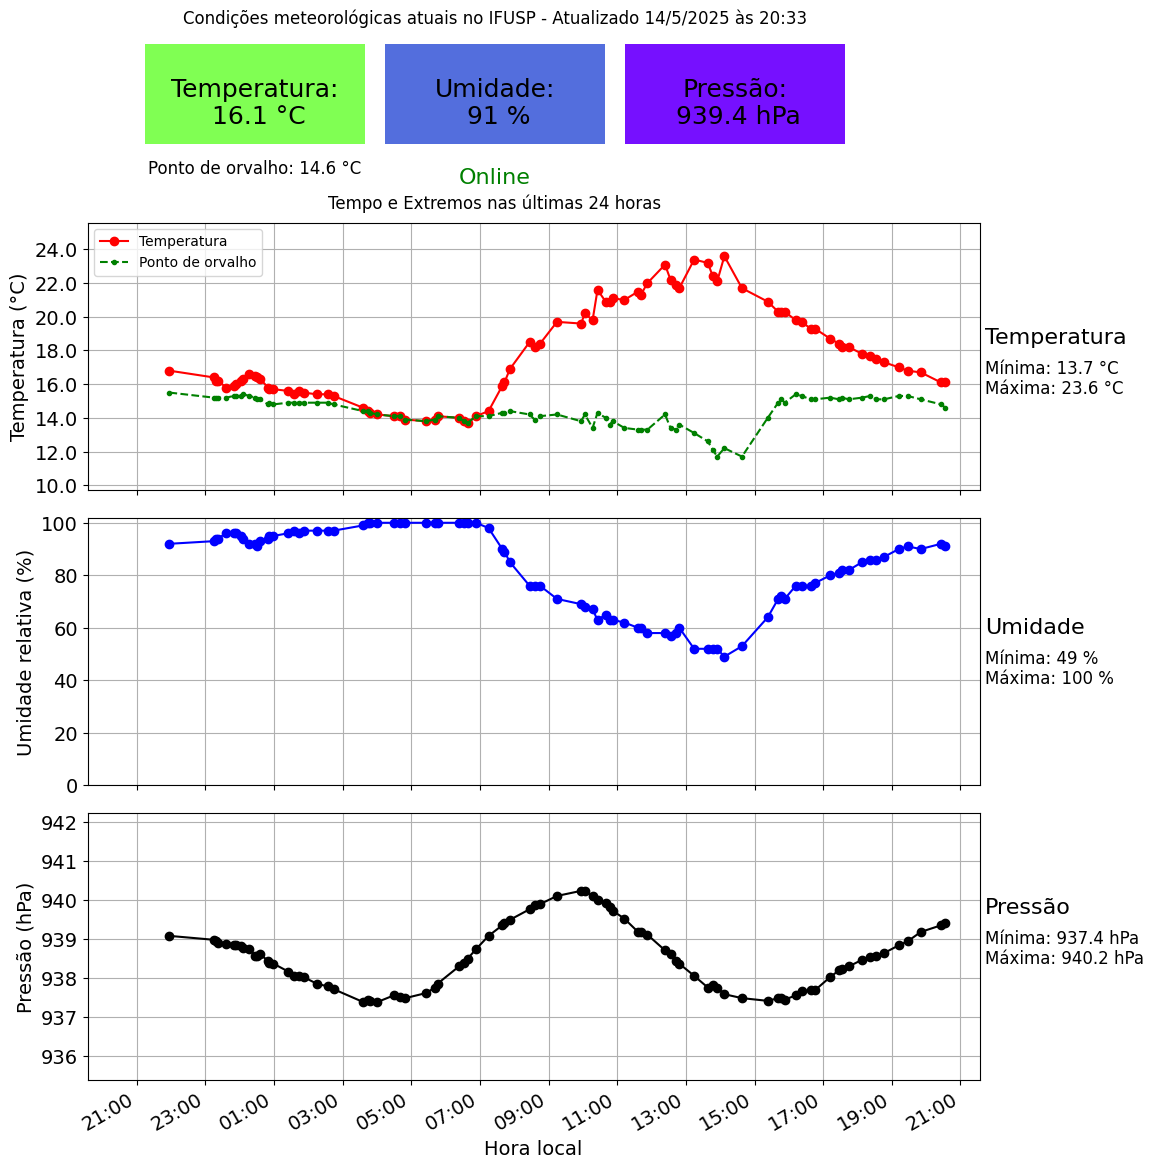 Condições meteorológicas atuais no IFUSP - Atualizado 14/5/2025 às 20:33
Temperatura:
16.1 °C
Umidade:
91 %
Pressão:
939.4 hPa
Ponto de orvalho: 14.6 °C
Online
Tempo e Extremos nas últimas 24 horas
Temperatura
Ponto de orvalho
Temperatura (°C)
24.0
22.0
20.0
18.0
16.0
14.0
12.0
10.0
Temperatura
Mínima: 13.7 °C
Máxima: 23.6 °C
Umidade relativa (%)
100
80
60
40
20
0
Umidade
Mínima: 49 %
Máxima: 100 %
Pressão (hPa)
942
941
940
939
938
937
936
Pressão
Mínima: 937.4 hPa
Máxima: 940.2 hPa
21:00
23:00
01:00
03:00
05:00
07:00
09:00
11:00
13:00
15:00
17:00
19:00
21:00
Hora local